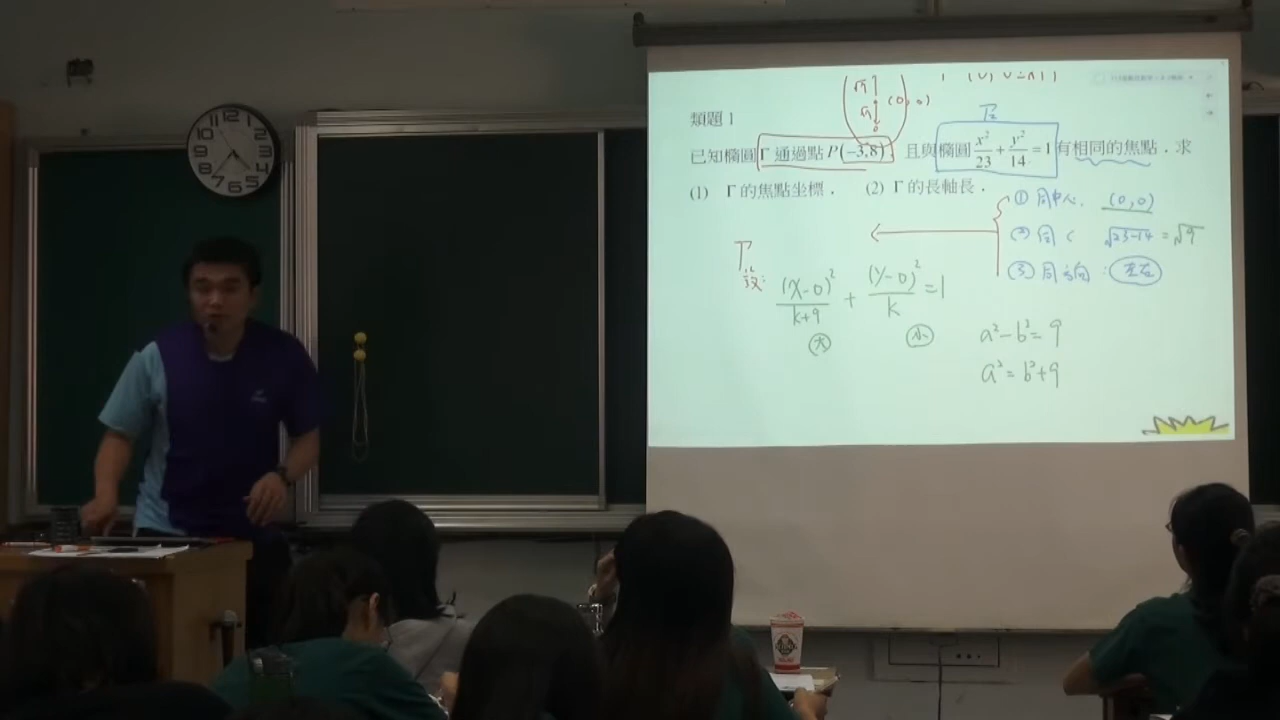 類題 1
已知橢圓 Γ 通過點 P(−3,8)，且與橢圓 x²/23 + y²/14 = 1 有相同的焦點，求
(1) Γ 的焦點坐標． (2) Γ 的長軸長．
① 同中心. (0,0)
(2) 同 c √23−14 = √9
③ 同方向 : 左右
Γ
設: (x−0)²/k+9 + (y−0)²/k = 1
大 小
a²−b²= 9
a²= b²+9